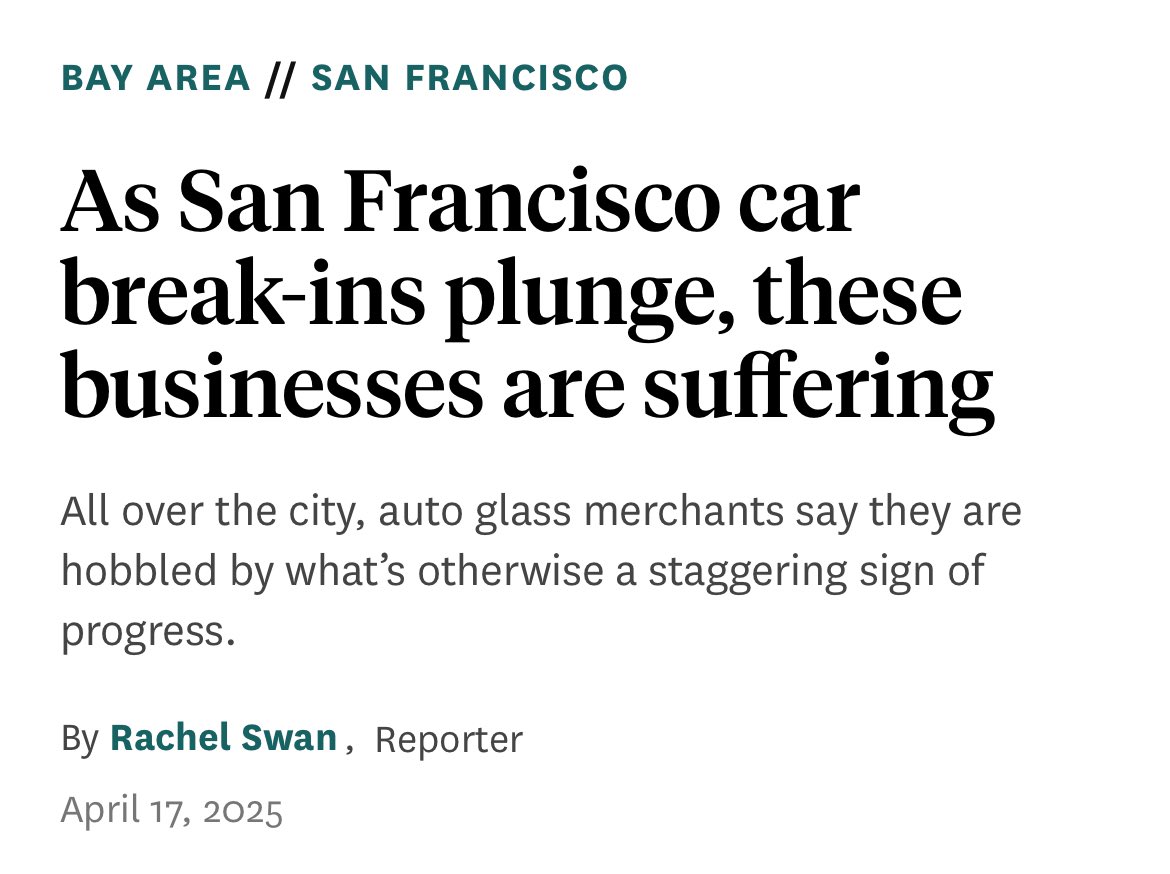 BAY AREA // SAN FRANCISCO
As San Francisco car
break-ins plunge, these
businesses are suffering
All over the city, auto glass merchants say they are
hobbled by what’s otherwise a staggering sign of
progress.
By Rachel Swan , Reporter
April 17, 2025